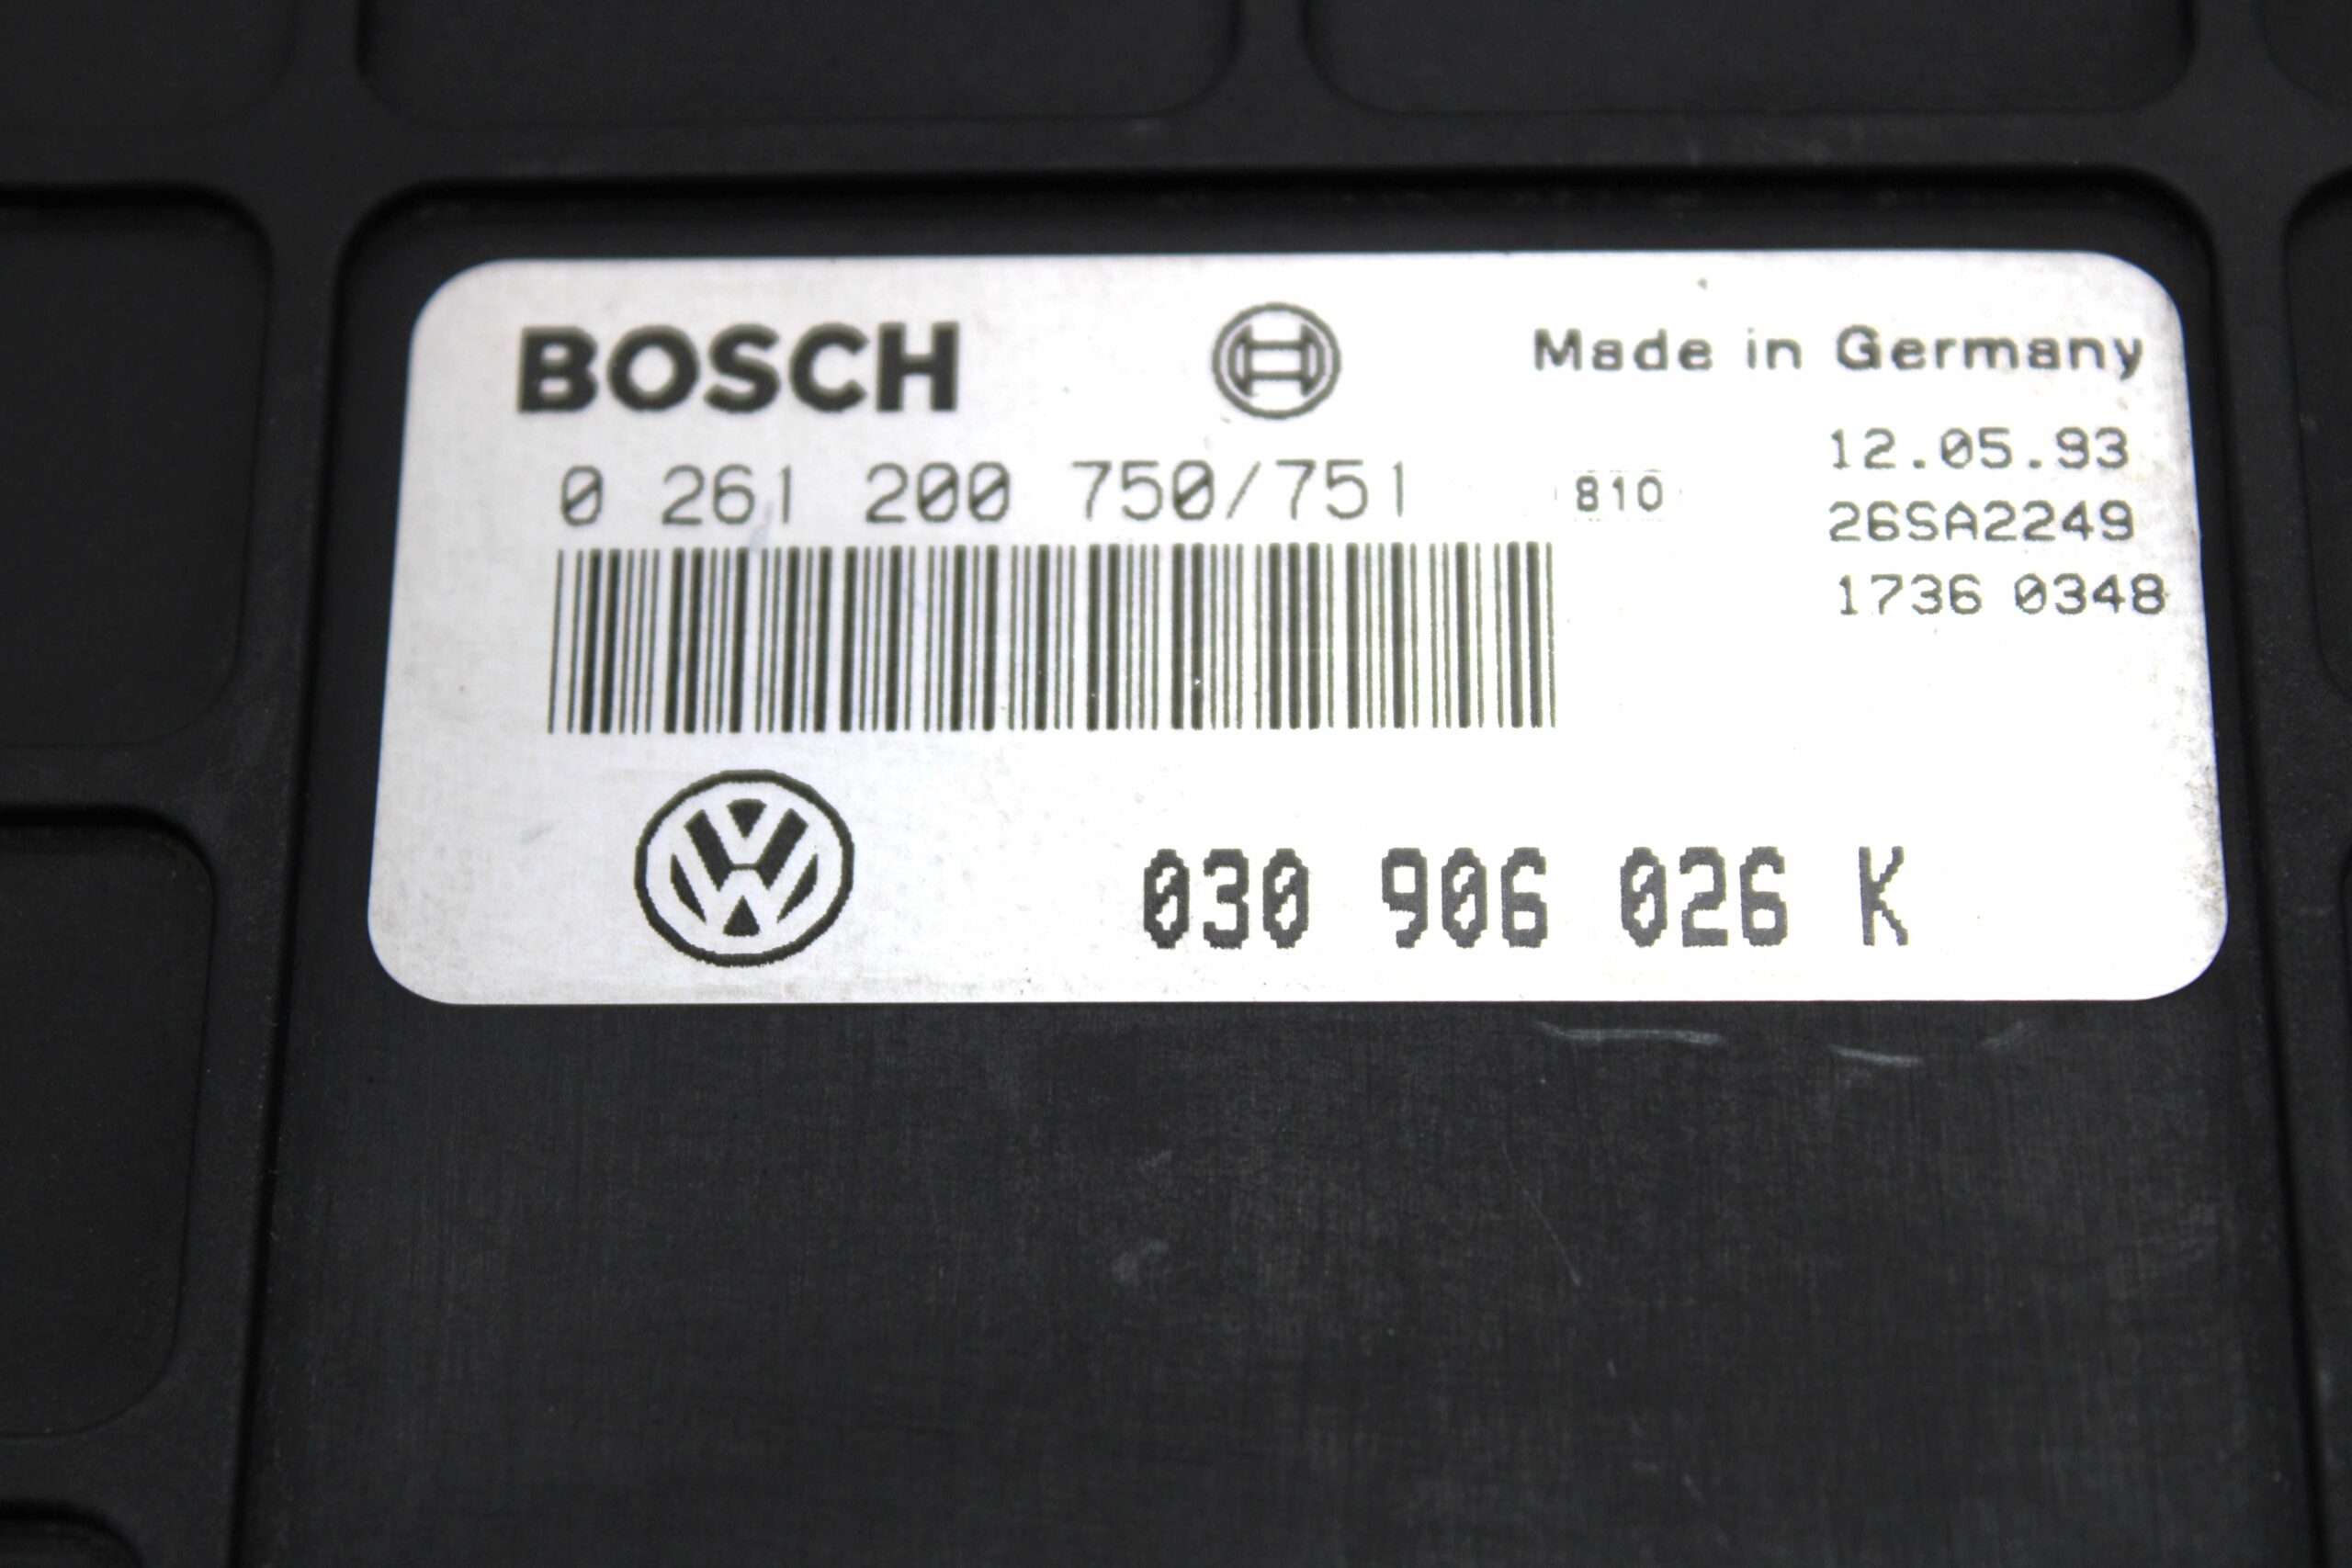 BOSCH Made in Germany
12.05.93
0 261 200 750/751 810
26SA2249
1736 0348
030 906 026 K